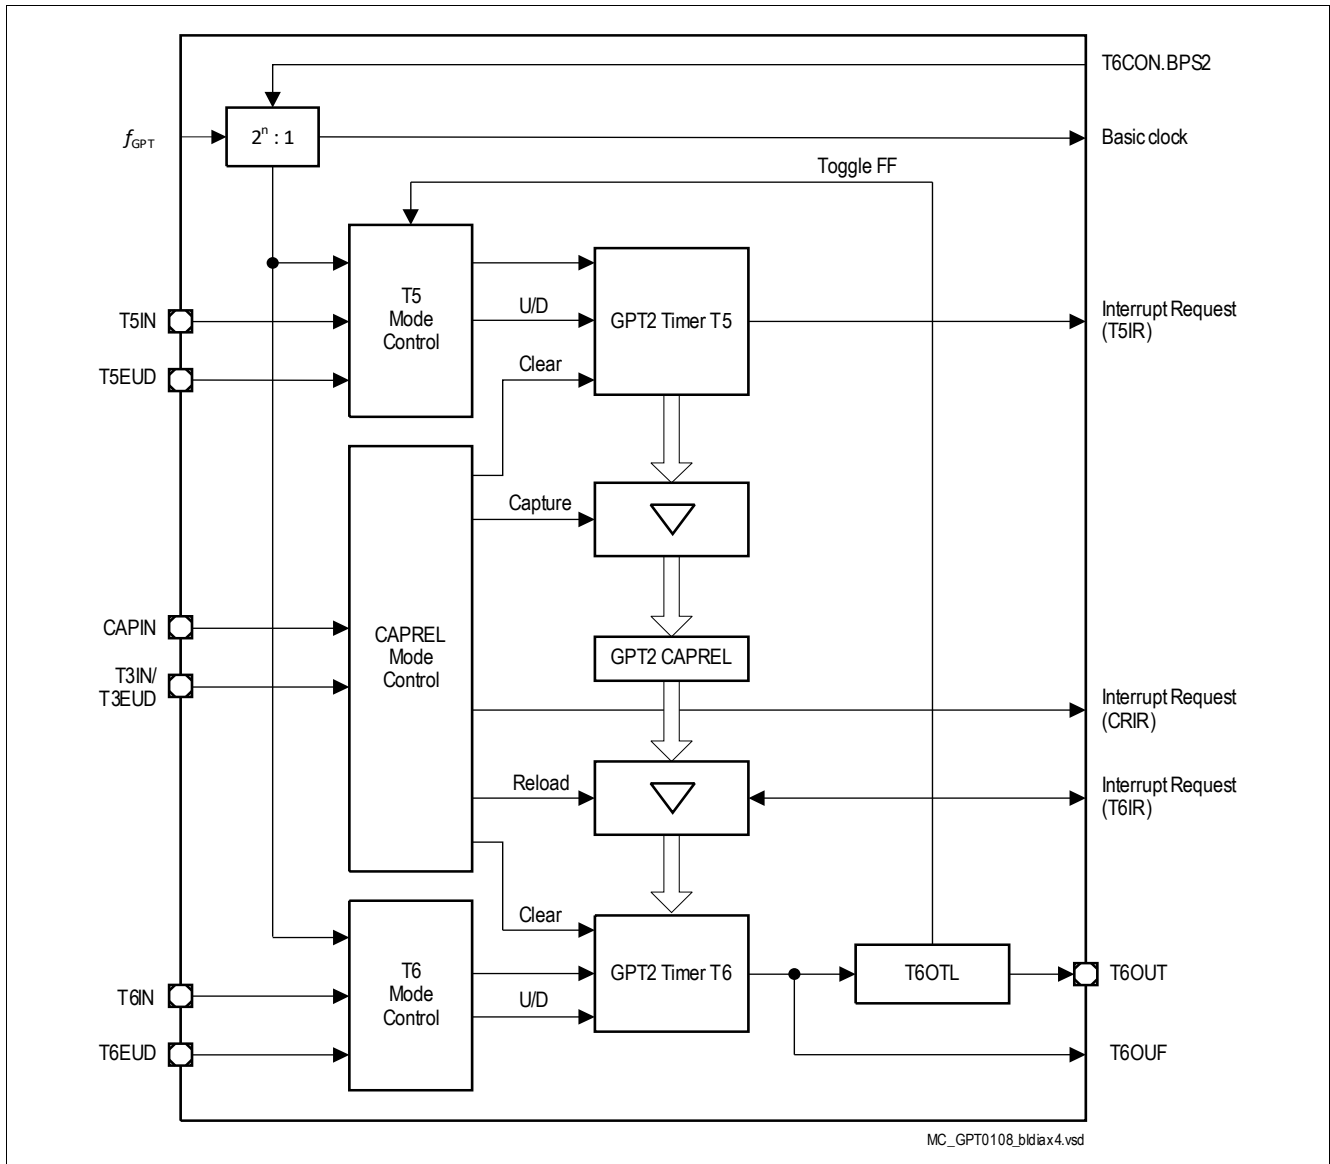 T6CON.BPS2
fGPT
2ⁿ : 1
Basic clock
Toggle FF
T5
Mode
Control
U/D
GPT2 Timer T5
Clear
T5IN
T5EUD
Interrupt Request
(T5IR)
Capture
CAPIN
T3IN/
T3EUD
CAPREL
Mode
Control
GPT2 CAPREL
Interrupt Request
(CRIR)
Reload
Interrupt Request
(T6IR)
Clear
T6
Mode
Control
U/D
GPT2 Timer T6
T6OTL
T6OUT
T6IN
T6EUD
T6OUF
MC_GPT0108_bldiax4.vsd